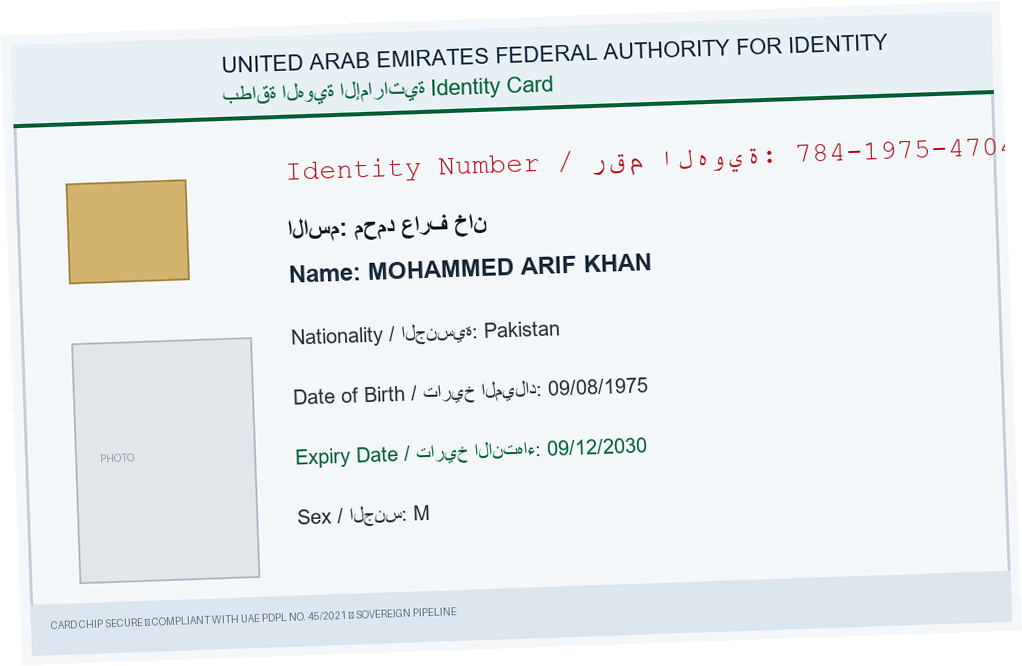 UNITED ARAB EMIRATES FEDERAL AUTHORITY FOR IDENTITY
بطاقة الهوية الإماراتية Identity Card
Identity Number / رقم الهوية: 784-1975-4704
الاسم: محمد عارف خان
Name: MOHAMMED ARIF KHAN
Nationality / الجنسية: Pakistan
Date of Birth / تاريخ الميلاد: 09/08/1975
Expiry Date / تاريخ الانتهاء: 09/12/2030
Sex / الجنس: M
PHOTO
CARD CHIP SECURE COMPLIANT WITH UAE PDPL NO. 45/2021 SOVEREIGN PIPELINE